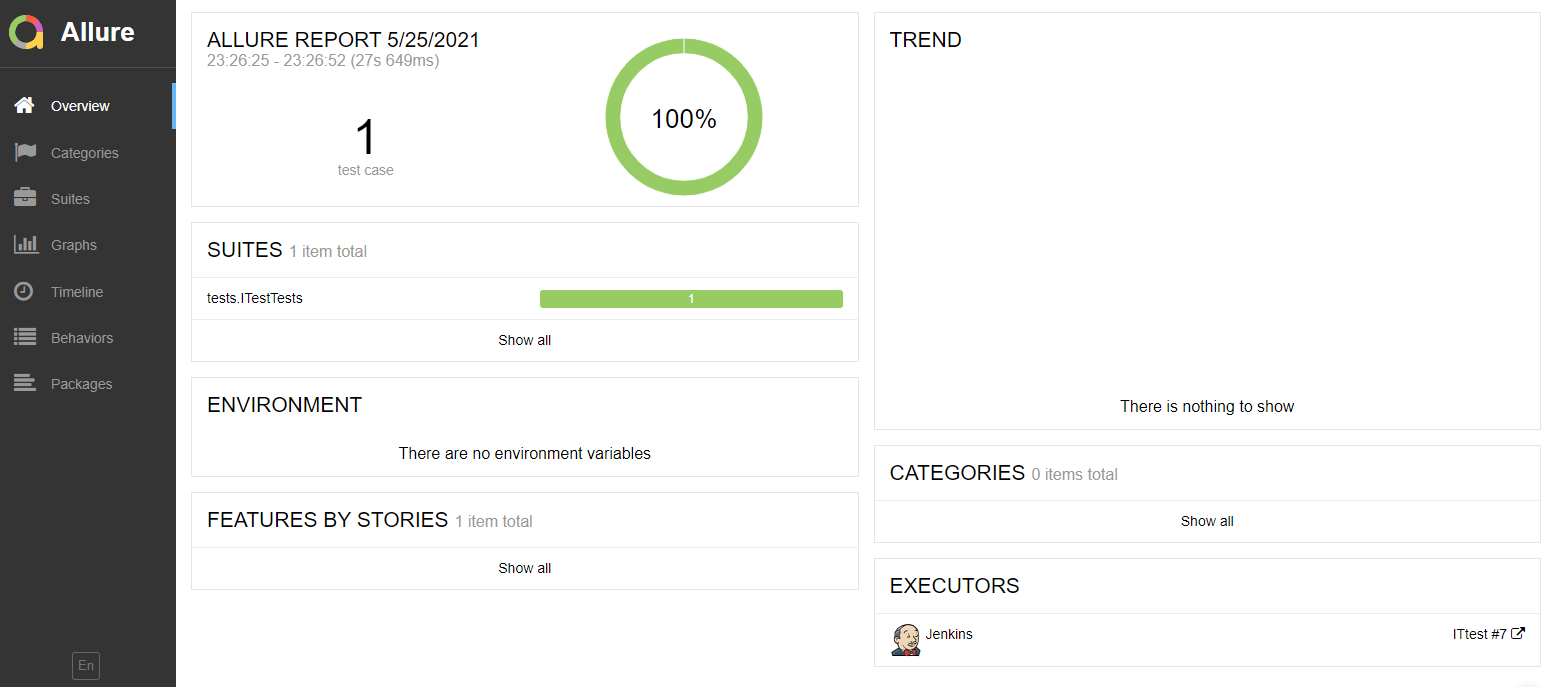 Allure
Overview
Categories
Suites
Graphs
Timeline
Behaviors
Packages
En
ALLURE REPORT 5/25/2021
23:26:25 - 23:26:52 (27s 649ms)
1
test case
100%
SUITES 1 item total
tests.ITestTests 1
Show all
ENVIRONMENT
There are no environment variables
FEATURES BY STORIES 1 item total
Show all
TREND
There is nothing to show
CATEGORIES 0 items total
Show all
EXECUTORS
Jenkins ITtest #7